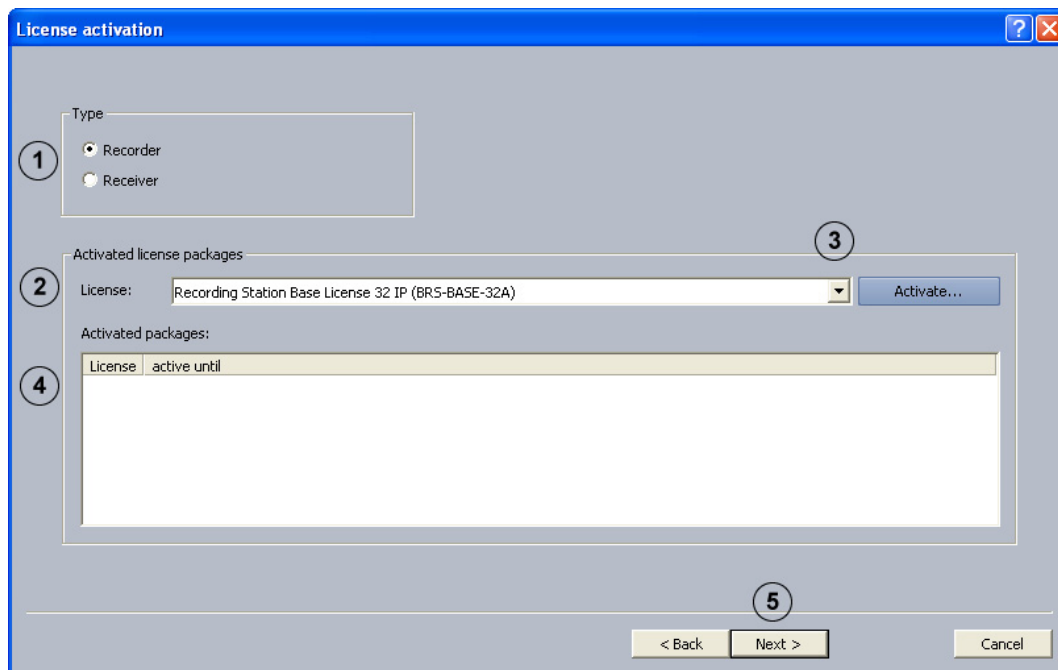 License activation
Type
1
Recorder
Receiver
3
Activated license packages
2
License:
Recording Station Base License 32 IP (BRS-BASE-32A)
Activate...
Activated packages:
4
License
active until
5
< Back
Next >
Cancel